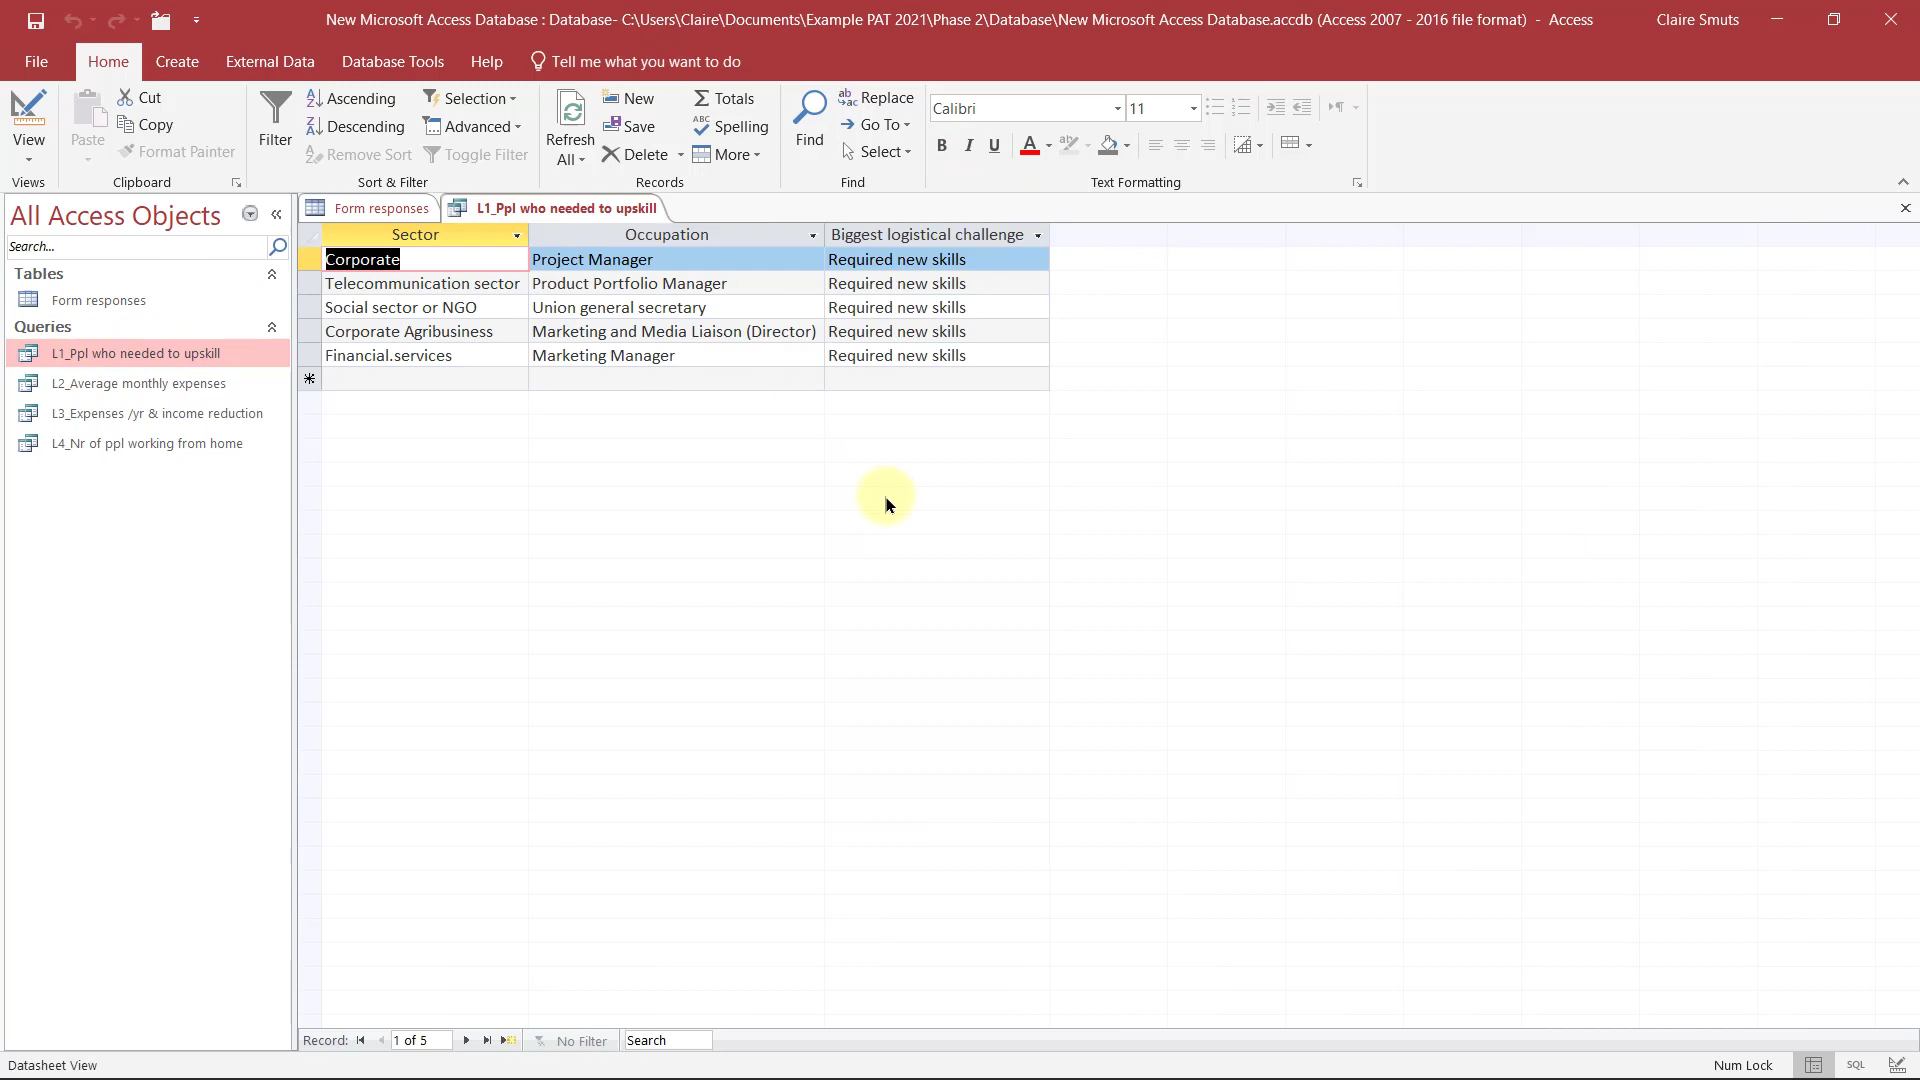 New Microsoft Access Database : Database- C:\Users\Claire\Documents\Example PAT 2021\Phase 2\Database\New Microsoft Access Database.accdb (Access 2007 - 2016 file format) - Access
Claire Smuts
File Home Create External Data Database Tools Help Tell me what you want to do
View
Views
Paste
Cut
Copy
Format Painter
Clipboard
Filter
Ascending
Descending
Remove Sort
Selection
Advanced
Toggle Filter
Sort & Filter
Refresh
All
New
Save
Delete
Totals
Spelling
More
Records
Find
Replace
Go To
Select
Find
Calibri
11
B I U A
Text Formatting
All Access Objects
Search...
Tables
Form responses
Queries
L1_Ppl who needed to upskill
L2_Average monthly expenses
L3_Expenses /yr & income reduction
L4_Nr of ppl working from home
Form responses
L1_Ppl who needed to upskill
Sector Occupation Biggest logistical challenge
Corporate Project Manager Required new skills
Telecommunication sector Product Portfolio Manager Required new skills
Social sector or NGO Union general secretary Required new skills
Corporate Agribusiness Marketing and Media Liaison (Director) Required new skills
Financial.services Marketing Manager Required new skills
Record: 1 of 5 No Filter Search
Datasheet View
Num Lock
SQL